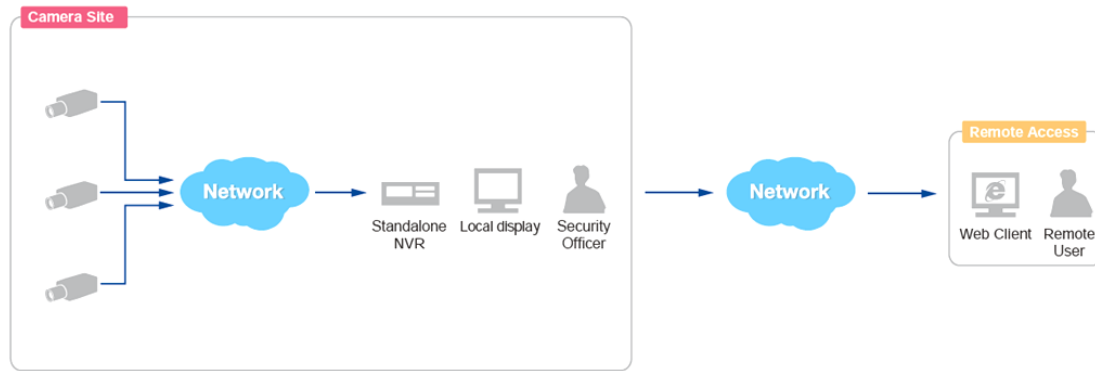 Camera Site
Network
Standalone
NVR
Local display
Security
Officer
Network
Remote Access
Web Client
Remote
User